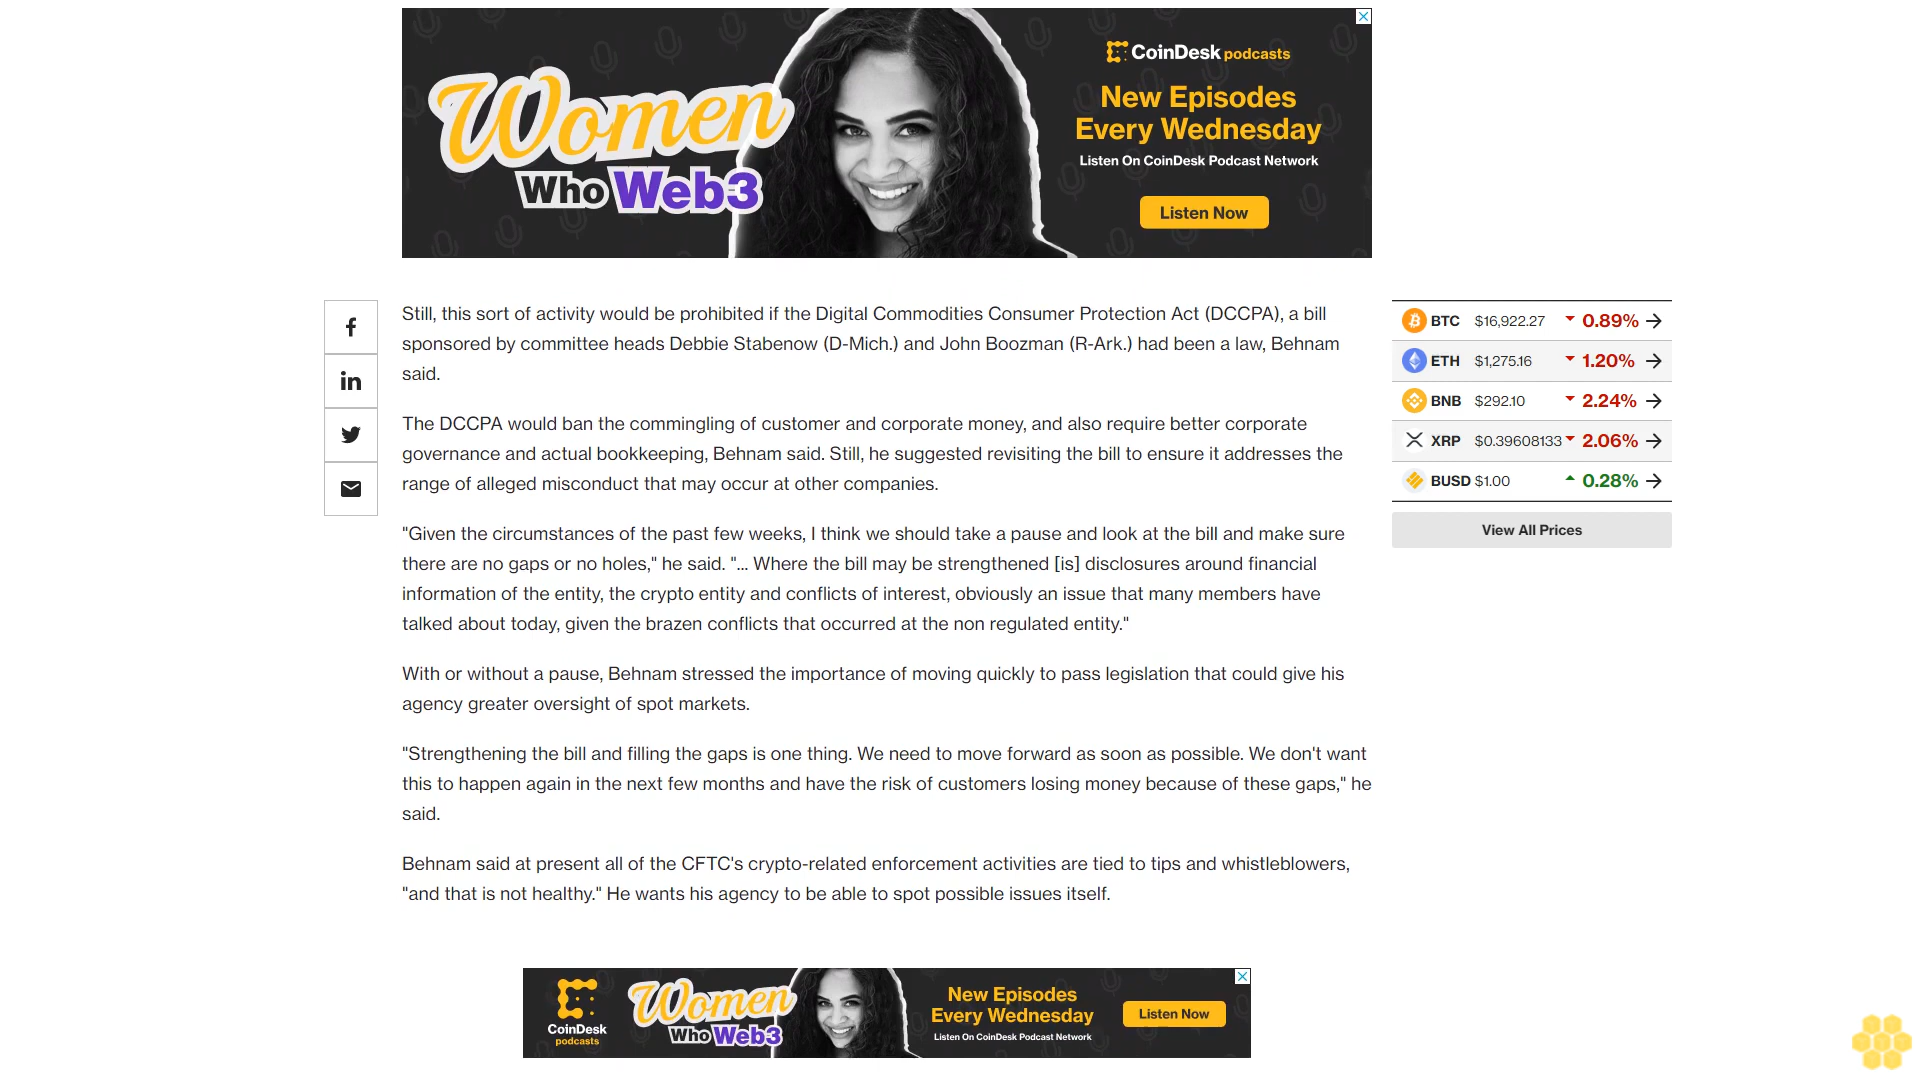 Women
Who Web3
CoinDesk podcasts
New Episodes
Every Wednesday
Listen On CoinDesk Podcast Network
Listen Now
Still, this sort of activity would be prohibited if the Digital Commodities Consumer Protection Act (DCCPA), a bill
sponsored by committee heads Debbie Stabenow (D-Mich.) and John Boozman (R-Ark.) had been a law, Behnam
said.
The DCCPA would ban the commingling of customer and corporate money, and also require better corporate
governance and actual bookkeeping, Behnam said. Still, he suggested revisiting the bill to ensure it addresses the
range of alleged misconduct that may occur at other companies.
"Given the circumstances of the past few weeks, I think we should take a pause and look at the bill and make sure
there are no gaps or no holes," he said. "... Where the bill may be strengthened [is] disclosures around financial
information of the entity, the crypto entity and conflicts of interest, obviously an issue that many members have
talked about today, given the brazen conflicts that occurred at the non regulated entity."
With or without a pause, Behnam stressed the importance of moving quickly to pass legislation that could give his
agency greater oversight of spot markets.
"Strengthening the bill and filling the gaps is one thing. We need to move forward as soon as possible. We don't want
this to happen again in the next few months and have the risk of customers losing money because of these gaps," he
said.
Behnam said at present all of the CFTC's crypto-related enforcement activities are tied to tips and whistleblowers,
"and that is not healthy." He wants his agency to be able to spot possible issues itself.
BTC $16,922.27 0.89%
ETH $1,275.16 1.20%
BNB $292.10 2.24%
XRP $0.39608133 2.06%
BUSD $1.00 0.28%
View All Prices
CoinDesk
podcasts
Women
Who Web3
New Episodes
Every Wednesday
Listen On CoinDesk Podcast Network
Listen Now